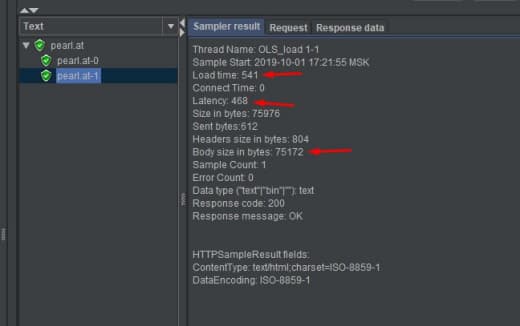 Text
Sampler result
Request
Response data
pearl.at
pearl.at-0
pearl.at-1
Thread Name: OLS_load 1-1
Sample Start: 2019-10-01 17:21:55 MSK
Load time: 541
Connect Time: 0
Latency: 468
Size in bytes: 75976
Sent bytes:612
Headers size in bytes: 804
Body size in bytes: 75172
Sample Count: 1
Error Count: 0
Data type ("text"|"bin"|""): text
Response code: 200
Response message: OK
HTTPSampleResult fields:
ContentType: text/html;charset=ISO-8859-1
DataEncoding: ISO-8859-1